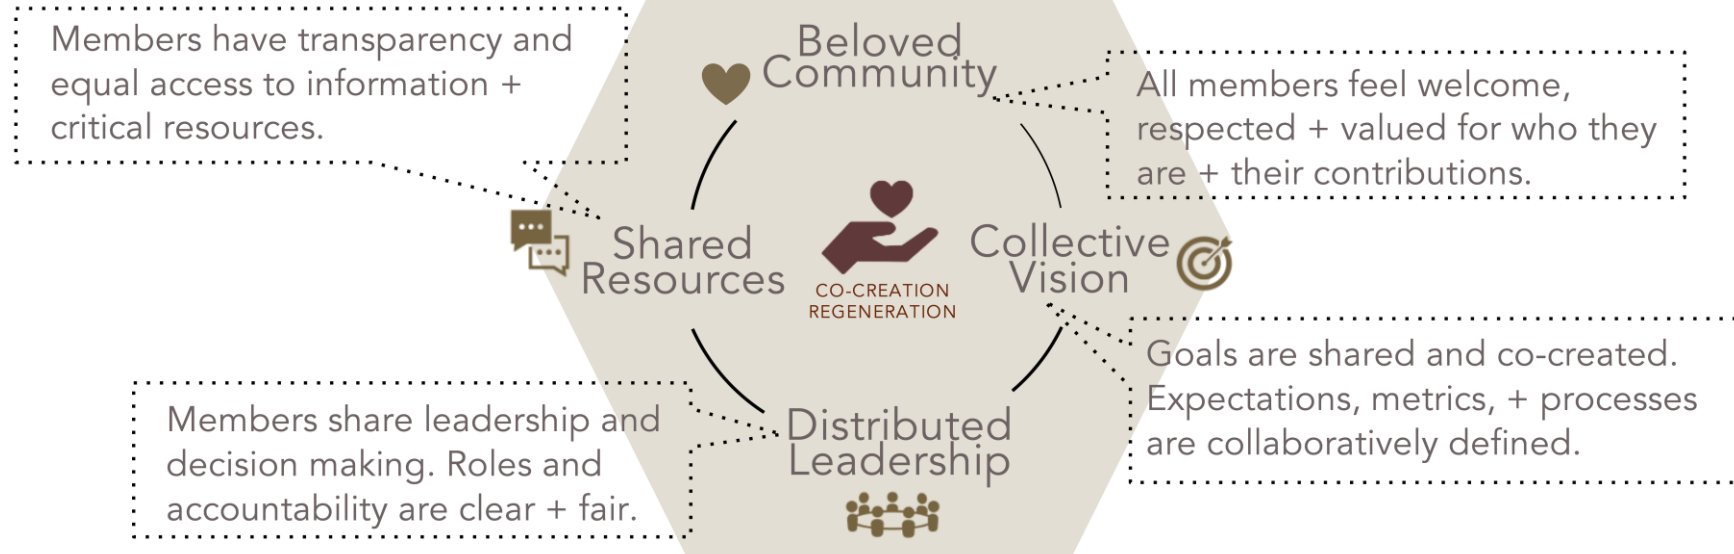 Members have transparency and
equal access to information +
critical resources.
Beloved
Community
All members feel welcome,
respected + valued for who they
are + their contributions.
Shared
Resources
CO-CREATION
REGENERATION
Collective
Vision
Goals are shared and co-created.
Expectations, metrics, + processes
are collaboratively defined.
Members share leadership and
decision making. Roles and
accountability are clear + fair.
Distributed
Leadership